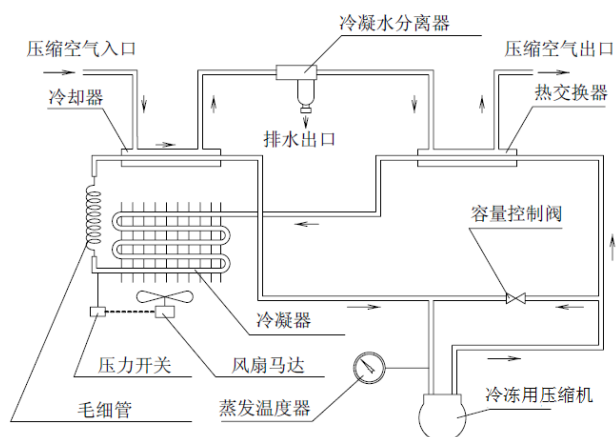 冷凝水分离器
压缩空气入口
压缩空气出口
冷却器
热交换器
排水出口
容量控制阀
冷凝器
压力开关
风扇马达
毛细管
蒸发温度器
冷冻用压缩机